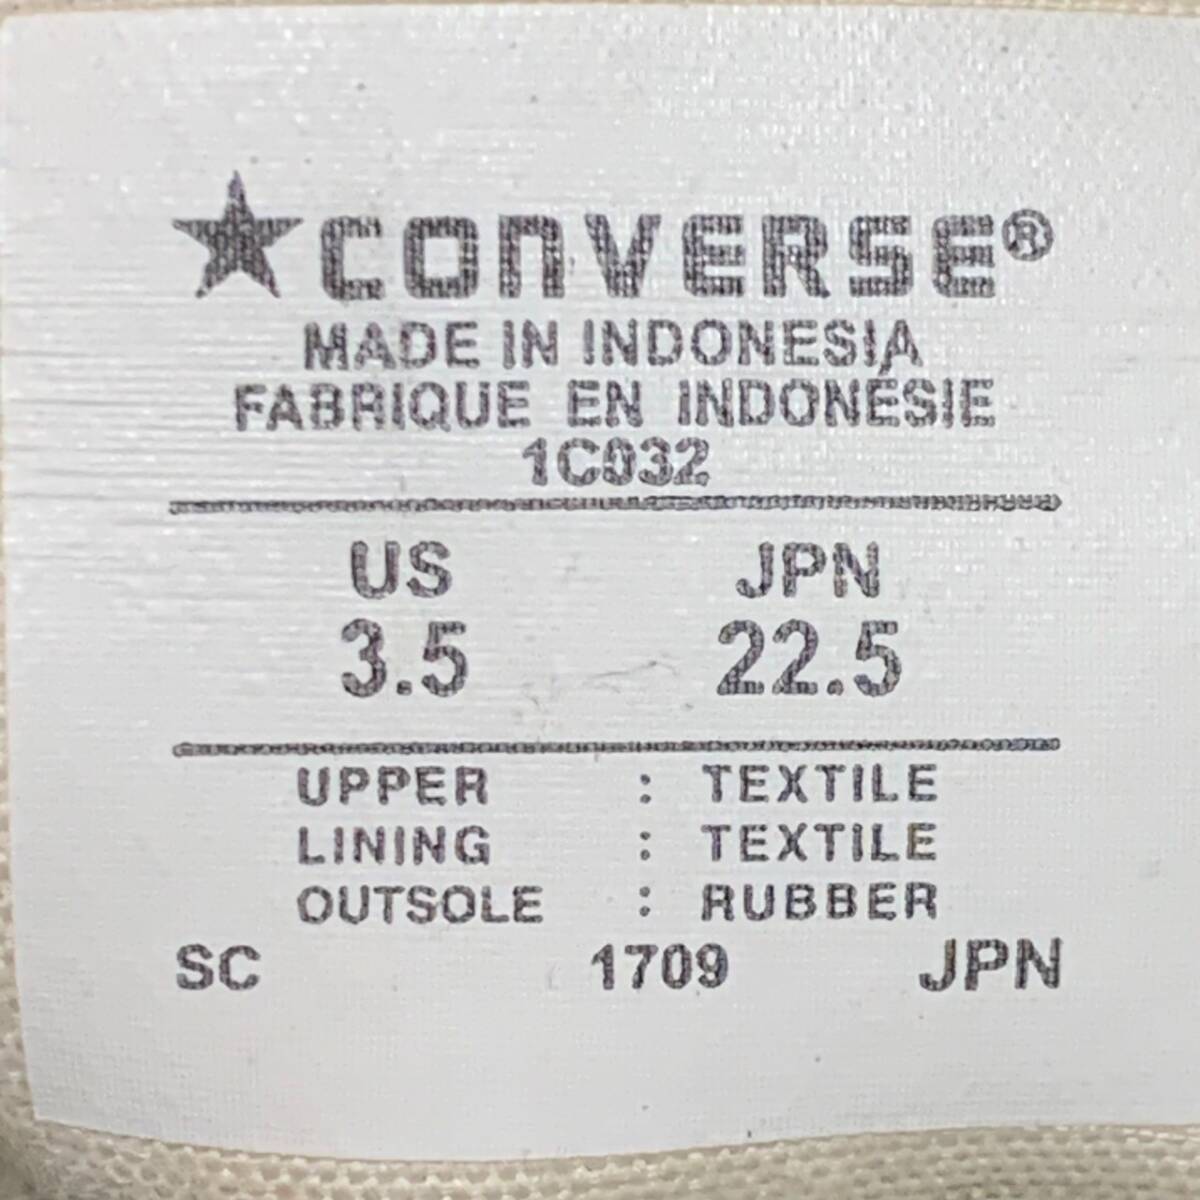 ★CONVERSE®
MADE IN INDONESIA
FABRIQUE EN INDONÉSIE
1C032
US JPN
3.5 22.5
UPPER : TEXTILE
LINING : TEXTILE
OUTSOLE : RUBBER
SC 1709 JPN